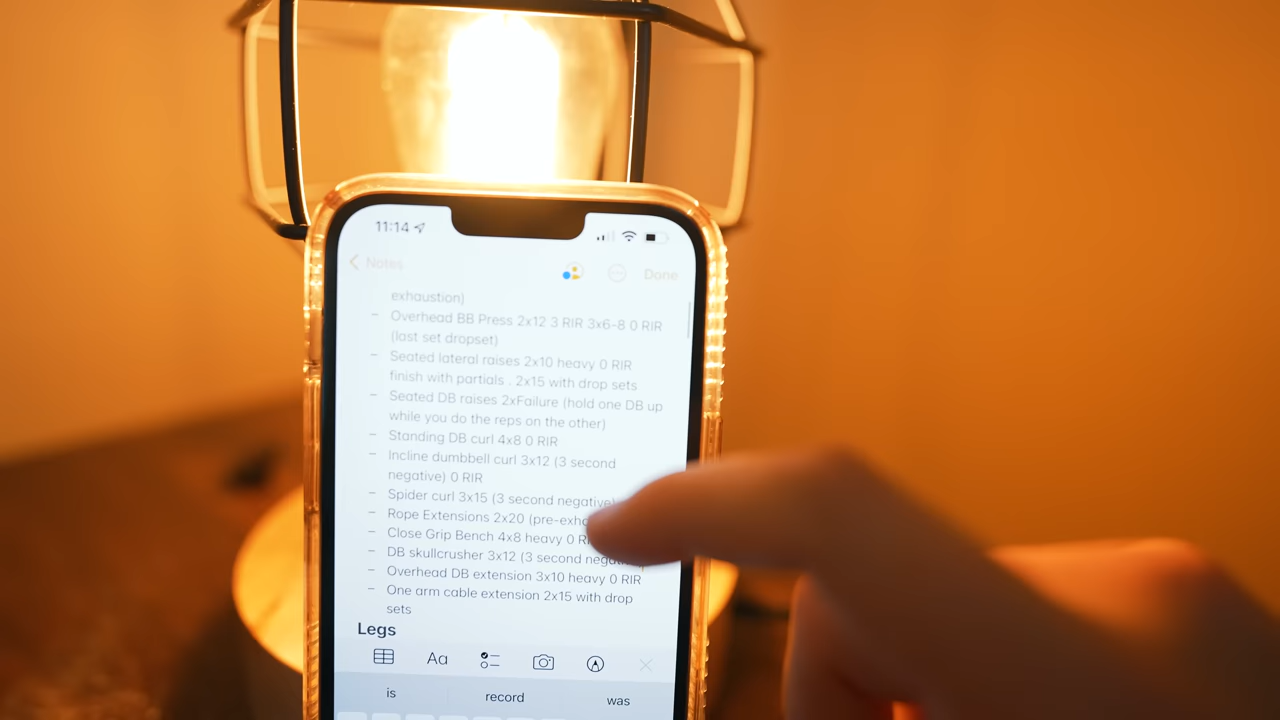 11:14
Notes
Done
exhaustion)
– Overhead BB Press 2x12 3 RIR 3x6-8 0 RIR
(last set dropset)
– Seated lateral raises 2x10 heavy 0 RIR
finish with partials . 2x15 with drop sets
– Seated DB raises 2xFailure (hold one DB up
while you do the reps on the other)
– Standing DB curl 4x8 0 RIR
– Incline dumbbell curl 3x12 (3 second
negative) 0 RIR
– Spider curl 3x15 (3 second negative)
– Rope Extensions 2x20
– Close Grip Bench 4x8 heavy 0
– DB skullcrusher 3x12 (3 second
– Overhead DB extension 3x10 heavy 0 RIR
– One arm cable extension 2x15 with drop
sets
Legs
Aa
is record was